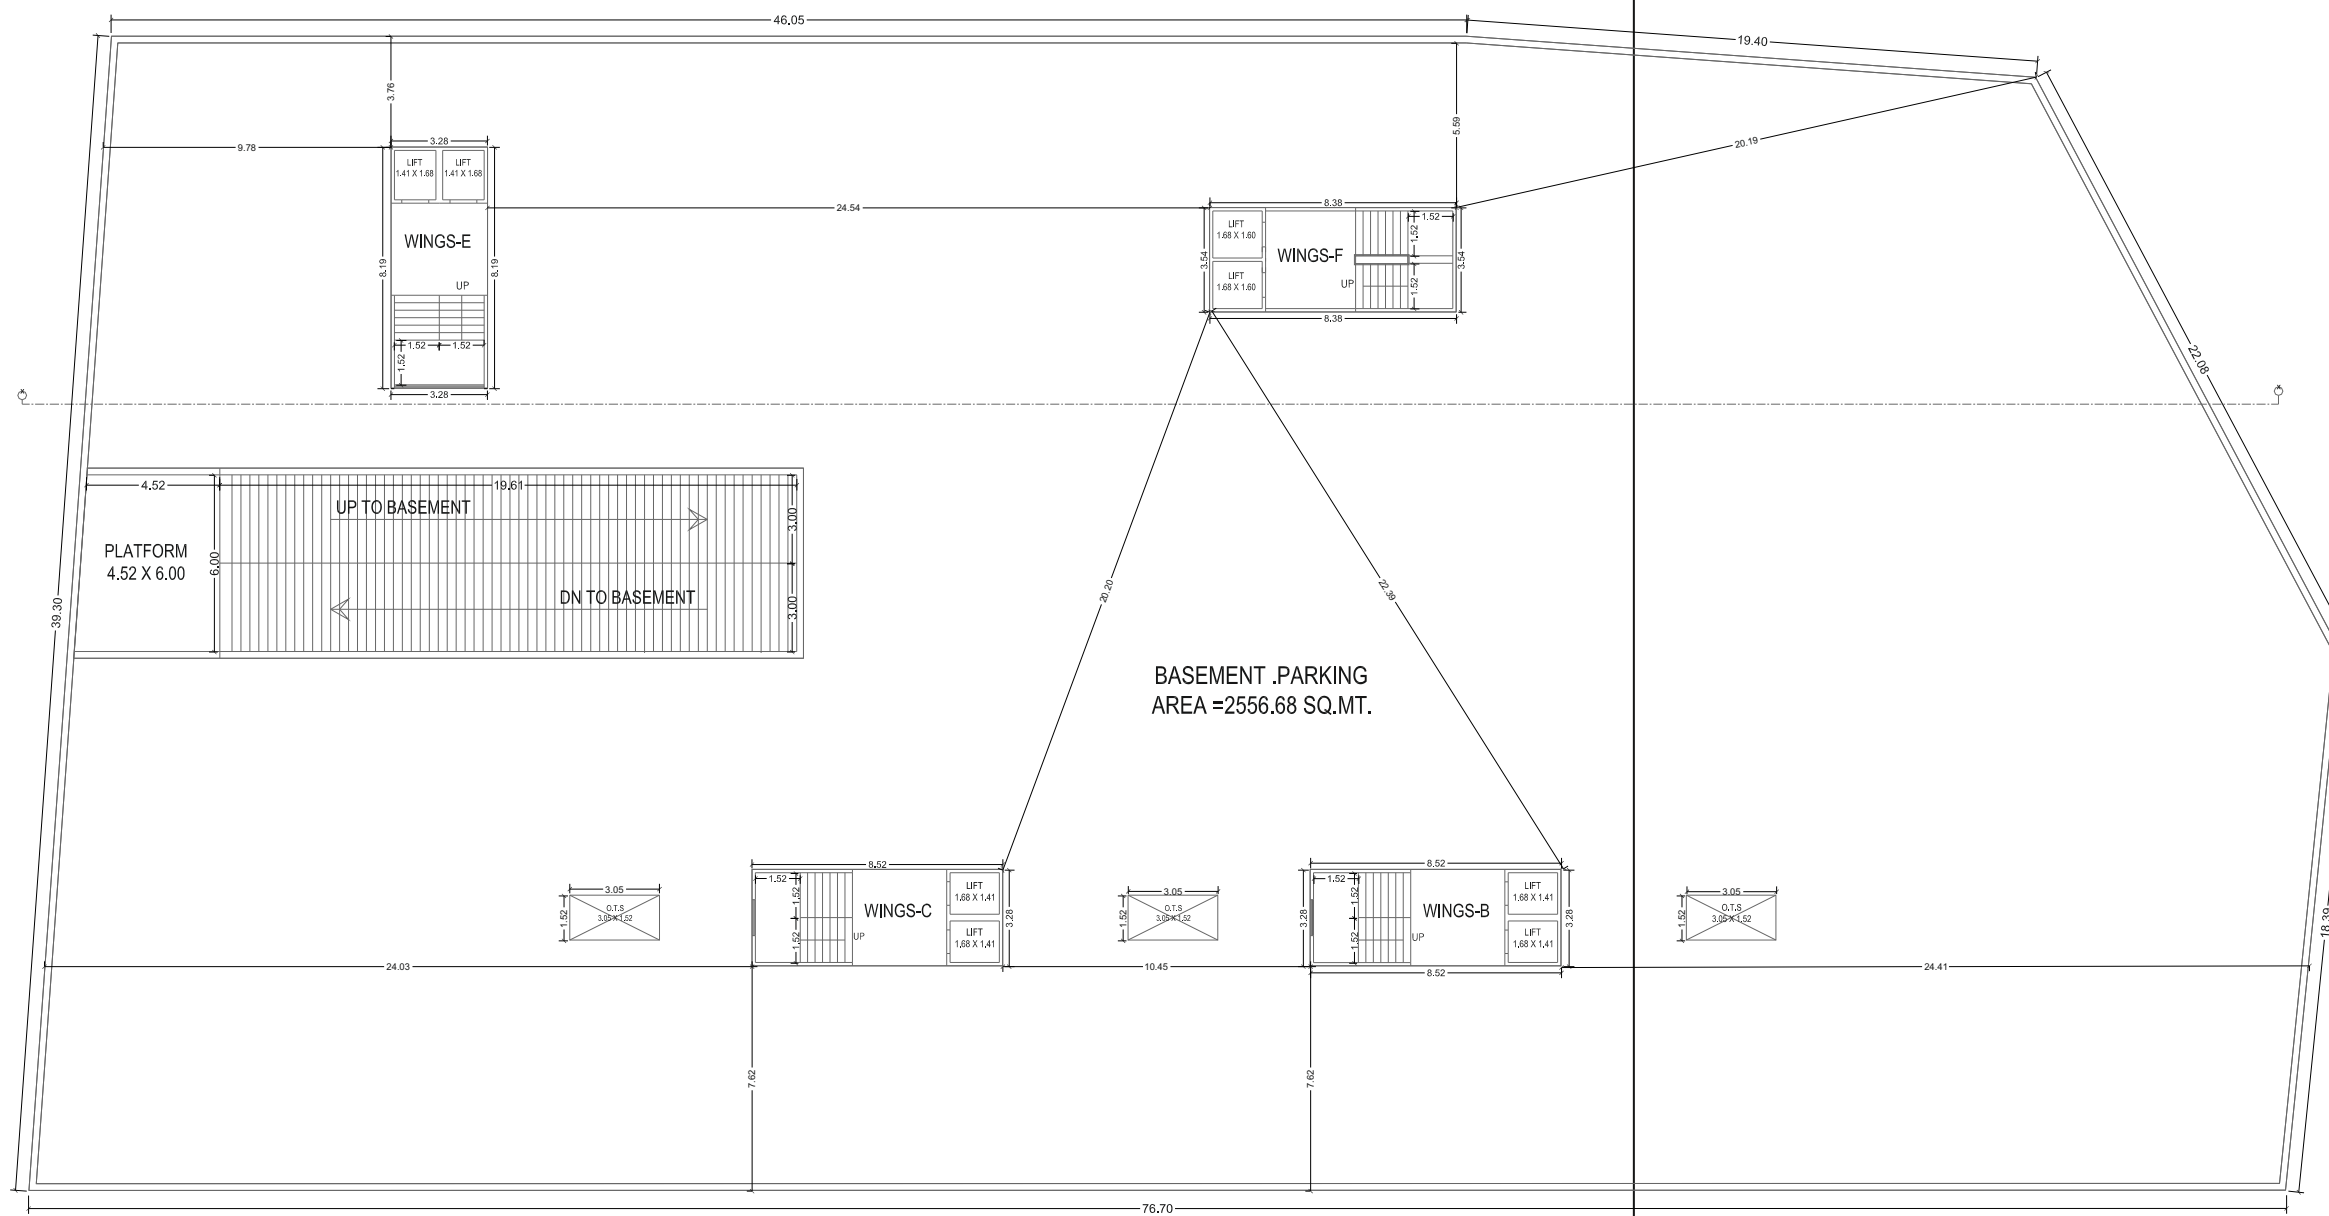 46.05
19.40
3.76
5.59
3.28
9.78
20.19
LIFT
1.41 X 1.68
LIFT
1.41 X 1.68
24.54
8.38
1.52
LIFT
1.68 X 1.60
1.52
WINGS-E
WINGS-F
3.54
3.54
8.19
8.19
LIFT
1.68 X 1.60
UP
UP
1.52
8.38
1.52
1.52
1.52
22.08
3.28
4.52
19.61
UP TO BASEMENT
3.00
PLATFORM
4.52 X 6.00
6.00
DN TO BASEMENT
3.00
39.30
20.20
22.39
BASEMENT .PARKING
AREA =2556.68 SQ.MT.
8.52
8.52
3.05
1.52
1.52
LIFT
1.68 X 1.41
3.05
1.52
1.52
LIFT
1.68 X 1.41
3.05
1.52
O.T.S
3.05 X 1.52
WINGS-C
3.28
1.52
O.T.S
3.05 X 1.52
3.28
WINGS-B
3.28
1.52
O.T.S
3.05 X 1.52
18.39
1.52
UP
LIFT
1.68 X 1.41
1.52
UP
LIFT
1.68 X 1.41
24.03
10.45
8.52
24.41
7.62
7.62
76.70